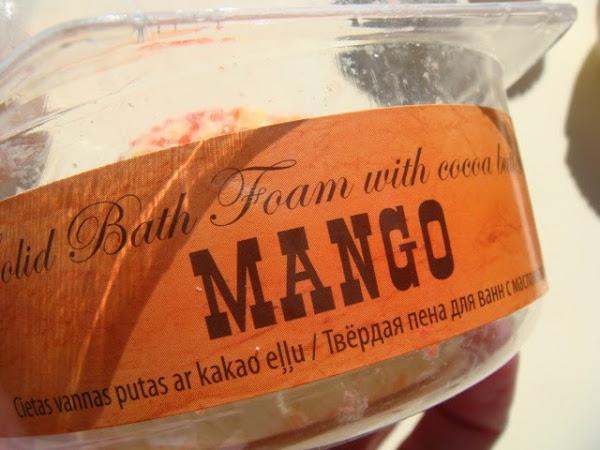 Bath Foam with cocoa
MANGO
Cietas vannas putas ar kakao eļļu / Твёрдая пена для ванн с